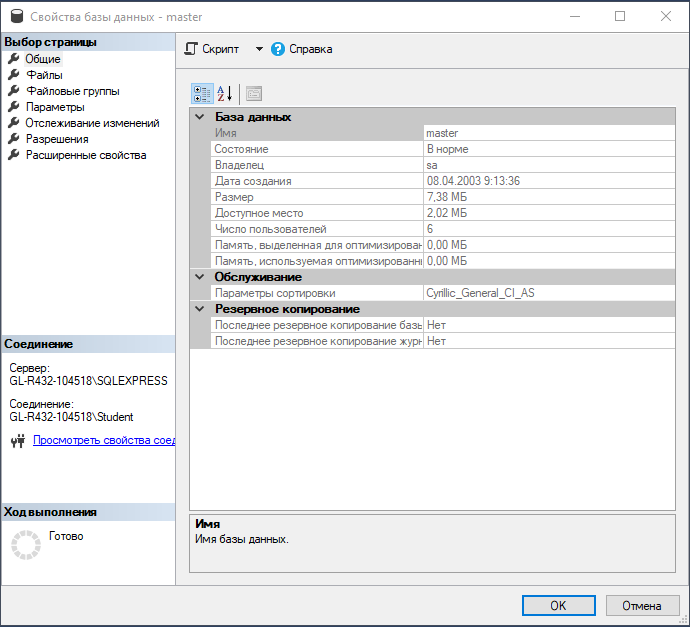 Свойства базы данных - master
Выбор страницы
Общие
Файлы
Файловые группы
Параметры
Отслеживание изменений
Разрешения
Расширенные свойства
Скрипт
Справка
База данных
Имя master
Состояние В норме
Владелец sa
Дата создания 08.04.2003 9:13:36
Размер 7,38 МБ
Доступное место 2,02 МБ
Число пользователей 6
Память, выделенная для оптимизирован 0,00 МБ
Память, используемая оптимизированны 0,00 МБ
Обслуживание
Параметры сортировки Cyrillic_General_CI_AS
Резервное копирование
Последнее резервное копирование базы Нет
Последнее резервное копирование журн Нет
Соединение
Сервер:
GL-R432-104518\SQLEXPRESS
Соединение:
GL-R432-104518\Student
Просмотреть свойства соед
Ход выполнения
Готово
Имя
Имя базы данных.
OK
Отмена